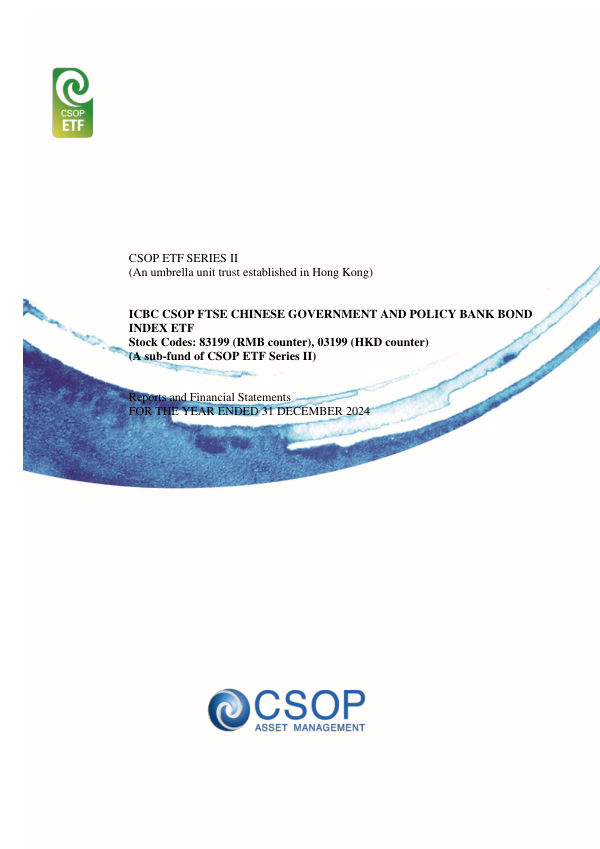 CSOP
ETF
CSOP ETF SERIES II
(An umbrella unit trust established in Hong Kong)
ICBC CSOP FTSE CHINESE GOVERNMENT AND POLICY BANK BOND
INDEX ETF
Stock Codes: 83199 (RMB counter), 03199 (HKD counter)
(A sub-fund of CSOP ETF Series II)
Reports and Financial Statements
FOR THE YEAR ENDED 31 DECEMBER 2024
CSOP
ASSET MANAGEMENT